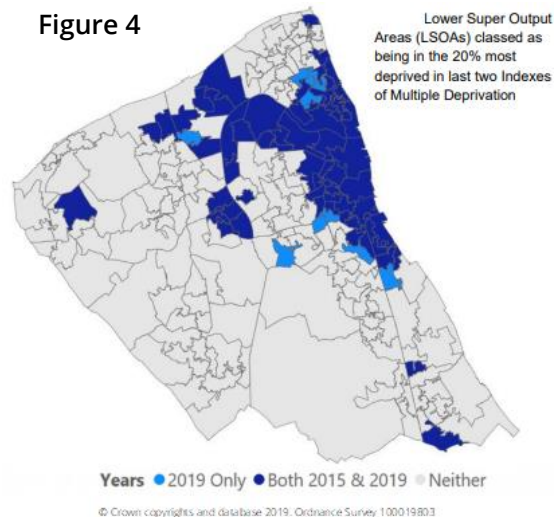 Figure 4
Lower Super Output
Areas (LSOAs) classed as
being in the 20% most
deprived in last two Indexes
of Multiple Deprivation
Years 2019 Only Both 2015 & 2019 Neither
© Crown copyrights and database 2019. Ordnance Survey 100019803